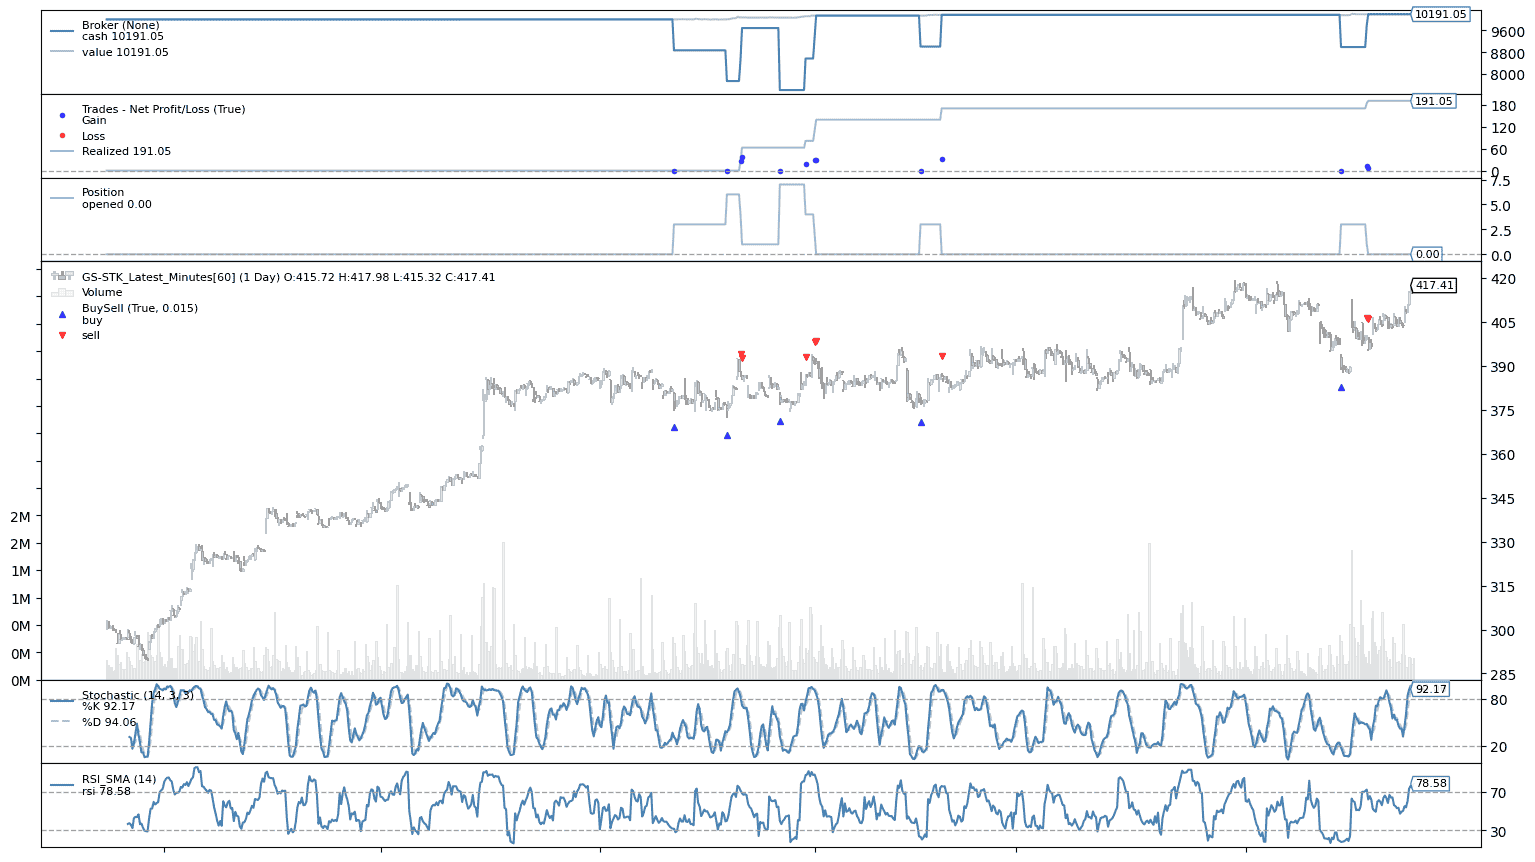 Broker (None)
cash 10191.05
value 10191.05
10191.05
9600
8800
8000
Trades - Net Profit/Loss (True)
Gain
Loss
Realized 191.05
191.05
180
120
60
0
Position
opened 0.00
7.5
5.0
2.5
0.0
0.00
GS-STK_Latest_Minutes[60] (1 Day) O:415.72 H:417.98 L:415.32 C:417.41
Volume
BuySell (True, 0.015)
buy
sell
417.41
420
405
390
375
360
345
330
315
300
285
2M
2M
1M
1M
0M
0M
0M
Stochastic (14, 3, 3)
%K 92.17
%D 94.06
92.17
80
20
RSI_SMA (14)
rsi 78.58
78.58
70
30